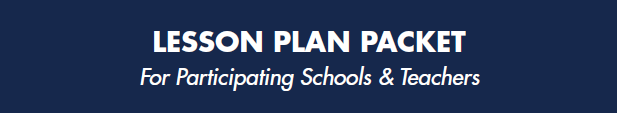 LESSON PLAN PACKET
For Participating Schools & Teachers